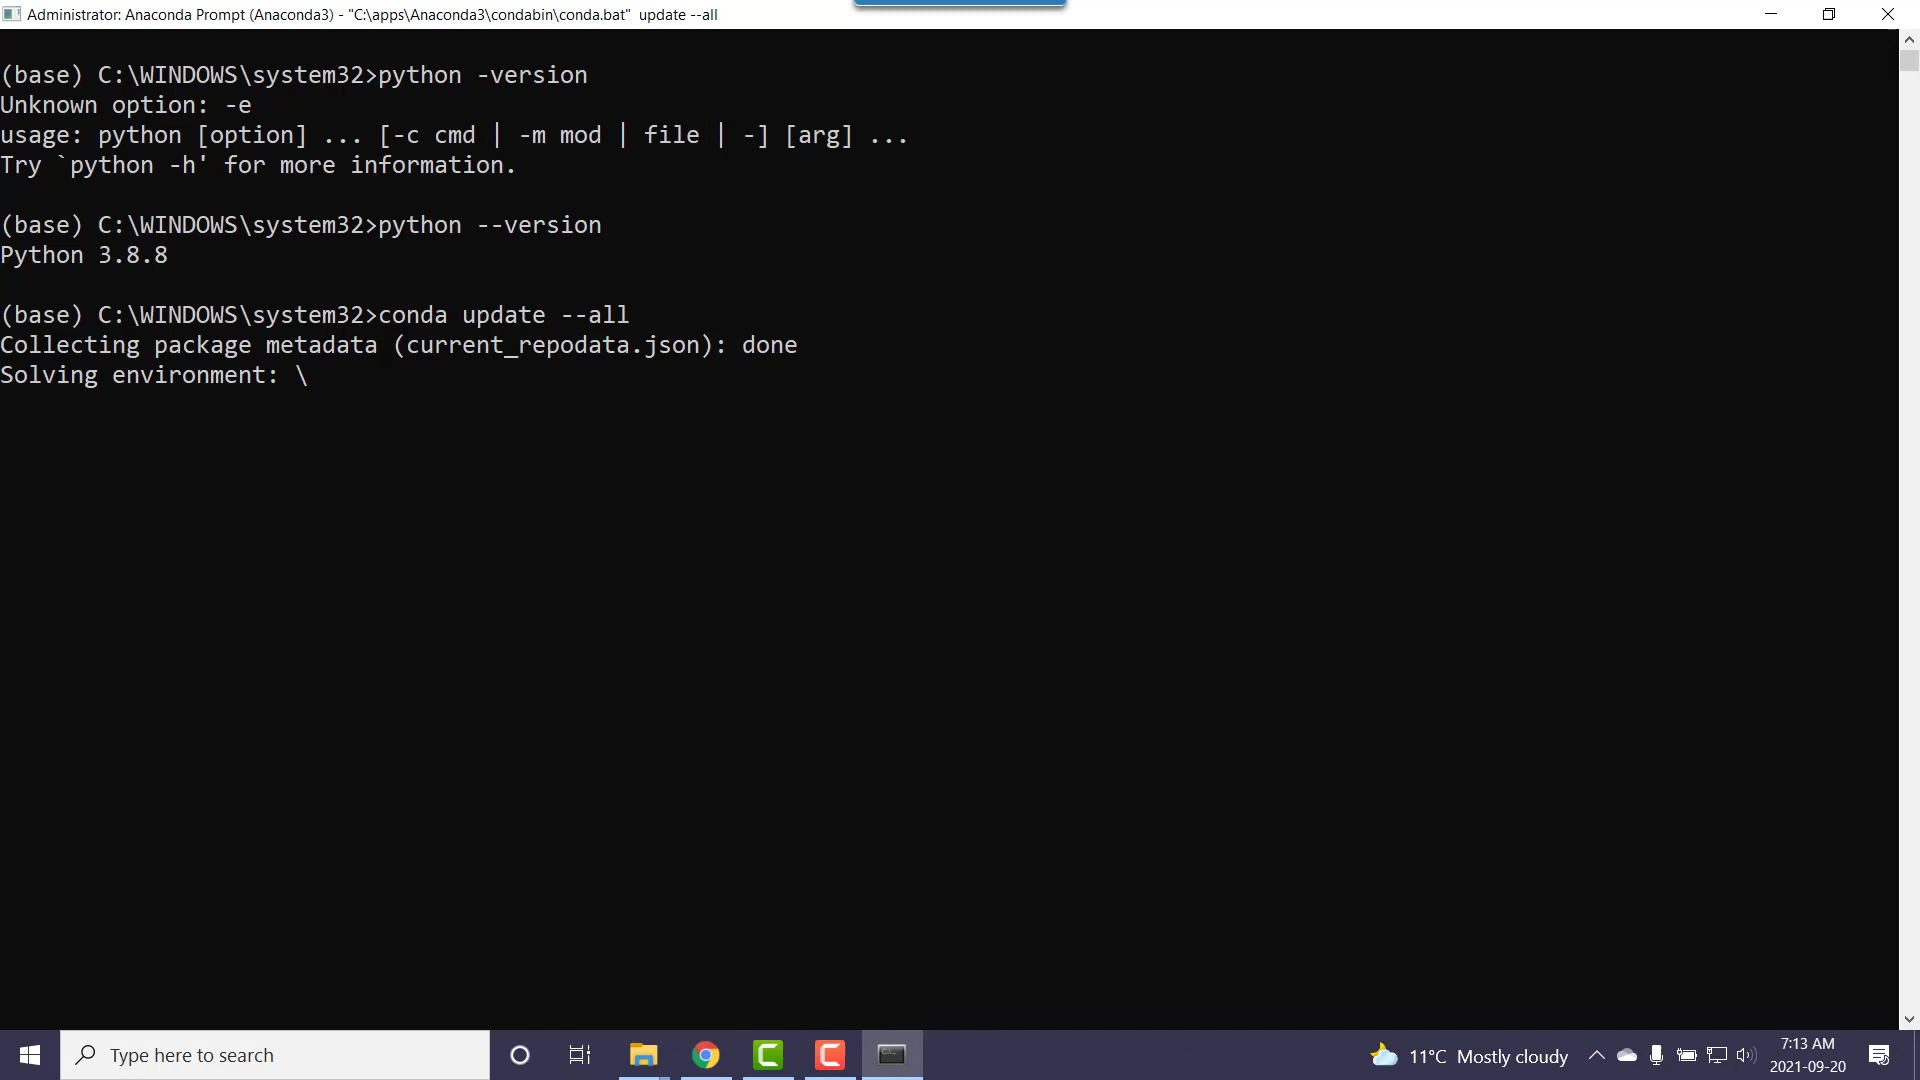 Administrator: Anaconda Prompt (Anaconda3) - "C:\apps\Anaconda3\condabin\conda.bat" update --all
(base) C:\WINDOWS\system32>python -version
Unknown option: -e
usage: python [option] ... [-c cmd | -m mod | file | -] [arg] ...
Try `python -h' for more information.
(base) C:\WINDOWS\system32>python --version
Python 3.8.8
(base) C:\WINDOWS\system32>conda update --all
Collecting package metadata (current_repodata.json): done
Solving environment: \
Type here to search
11°C Mostly cloudy
7:13 AM
2021-09-20